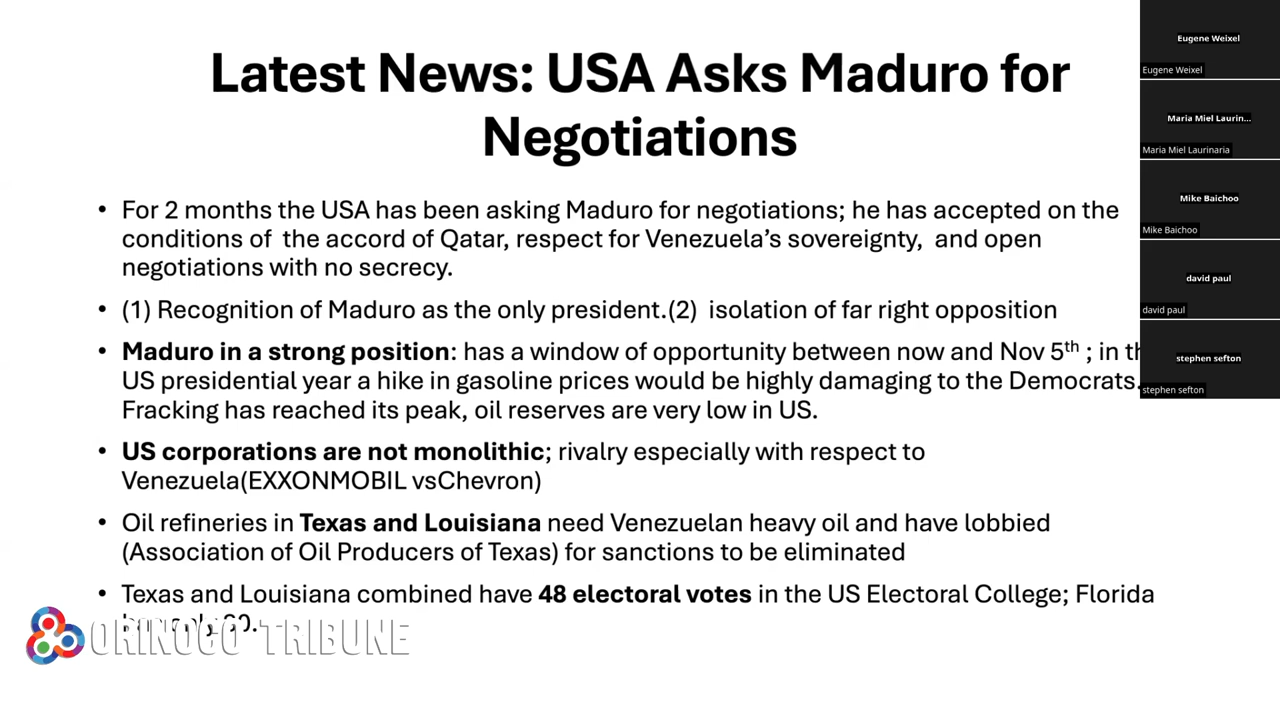 Latest News: USA Asks Maduro for
Negotiations
• For 2 months the USA has been asking Maduro for negotiations; he has accepted on the
conditions of  the accord of Qatar, respect for Venezuela’s sovereignty,  and open
negotiations with no secrecy.
• (1) Recognition of Maduro as the only president.(2)  isolation of far right opposition
• Maduro in a strong position: has a window of opportunity between now and Nov 5th ; in
US presidential year a hike in gasoline prices would be highly damaging to the Democrats.
Fracking has reached its peak, oil reserves are very low in US.
• US corporations are not monolithic; rivalry especially with respect to
Venezuela(EXXONMOBIL vsChevron)
• Oil refineries in Texas and Louisiana need Venezuelan heavy oil and have lobbied
(Association of Oil Producers of Texas) for sanctions to be eliminated
• Texas and Louisiana combined have 48 electoral votes in the US Electoral College; Florida
ORINOCO TRIBUNE
Eugene Weixel
Eugene Weixel
Maria Miel Laurin...
Maria Miel Laurinaria
Mike Baichoo
Mike Baichoo
david paul
david paul
stephen sefton
stephen sefton